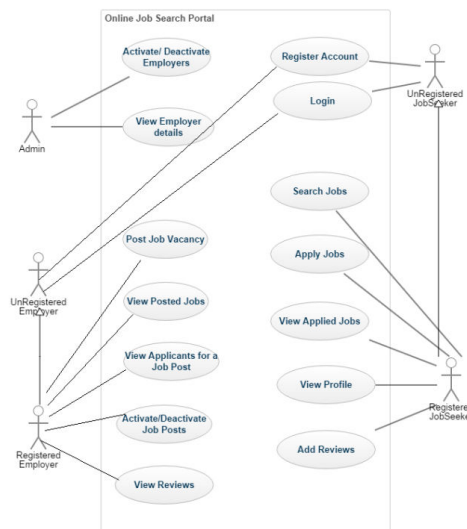 Online Job Search Portal
Activate/ Deactivate
Employers
Register Account
UnRegistered
JobSeeker
Login
View Employer
details
Admin
Search Jobs
Post Job Vacancy
Apply Jobs
UnRegistered
Employer
View Posted Jobs
View Applied Jobs
View Applicants for a
Job Post
View Profile
Registere
JobSeeker
Activate/Deactivate
Job Posts
Registered
Employer
Add Reviews
View Reviews